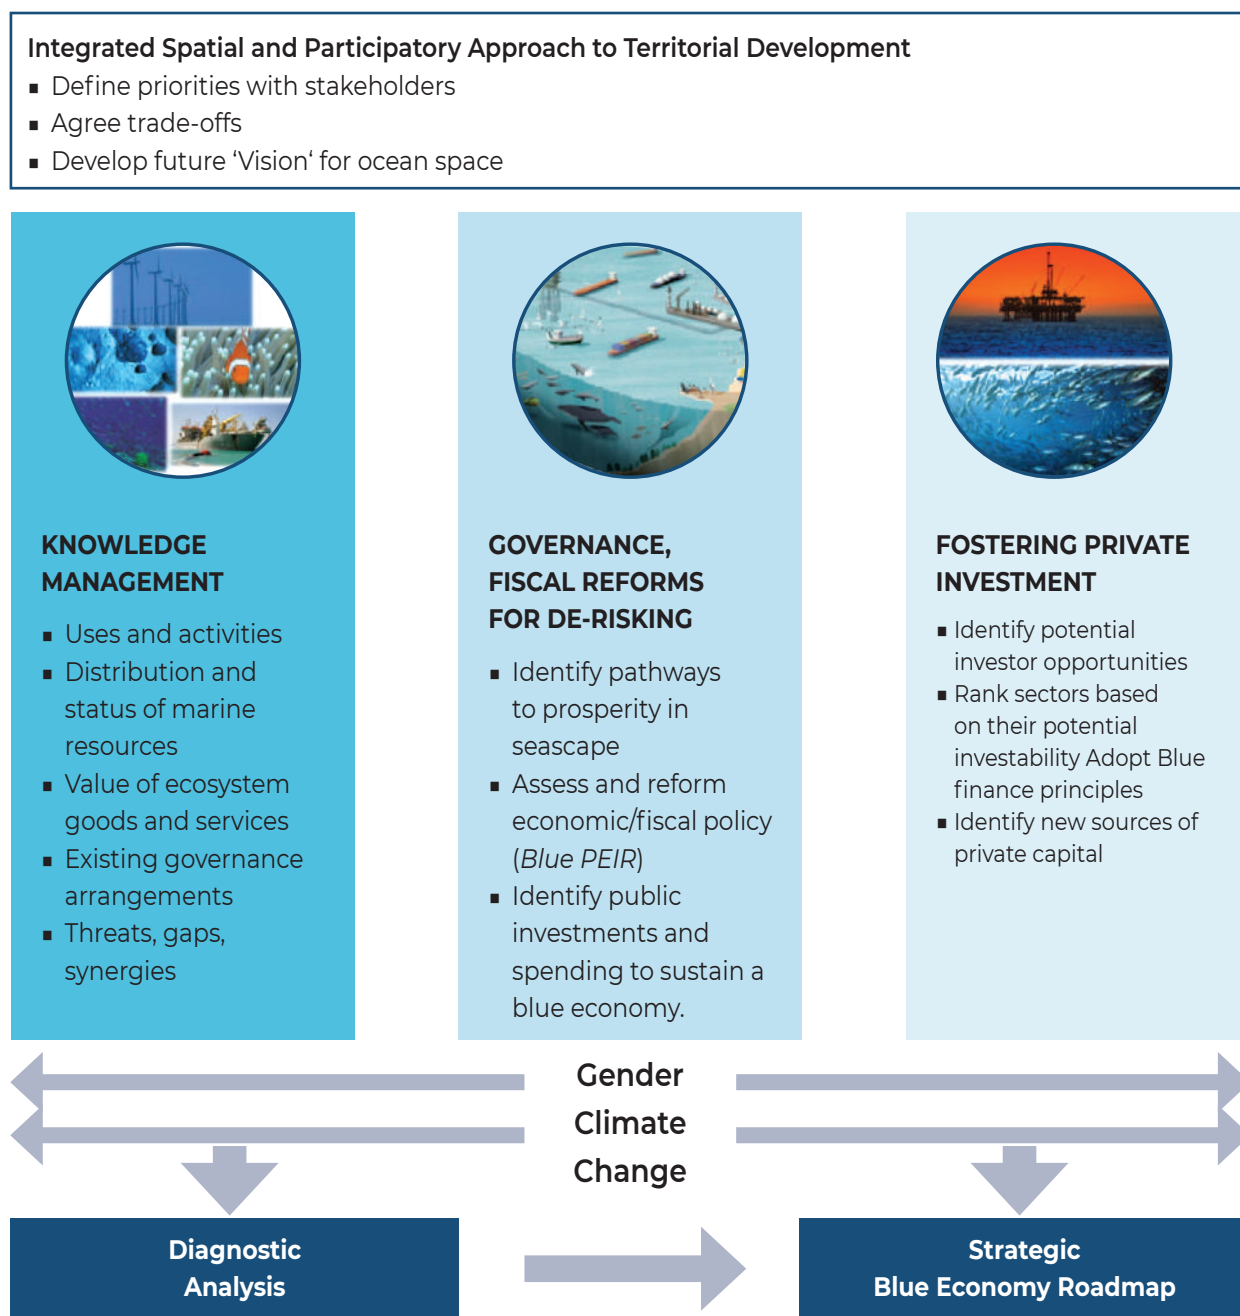 Integrated Spatial and Participatory Approach to Territorial Development
▪ Define priorities with stakeholders
▪ Agree trade-offs
▪ Develop future ‘Vision‘ for ocean space
KNOWLEDGE
MANAGEMENT
▪ Uses and activities
▪ Distribution and
status of marine
resources
▪ Value of ecosystem
goods and services
▪ Existing governance
arrangements
▪ Threats, gaps,
synergies
GOVERNANCE,
FISCAL REFORMS
FOR DE-RISKING
▪ Identify pathways
to prosperity in
seascape
▪ Assess and reform
economic/fiscal policy
(Blue PEIR)
▪ Identify public
investments and
spending to sustain a
blue economy.
FOSTERING PRIVATE
INVESTMENT
▪ Identify potential
investor opportunities
▪ Rank sectors based
on their potential
investability Adopt Blue
finance principles
▪ Identify new sources of
private capital
Gender
Climate
Change
Diagnostic
Analysis
Strategic
Blue Economy Roadmap